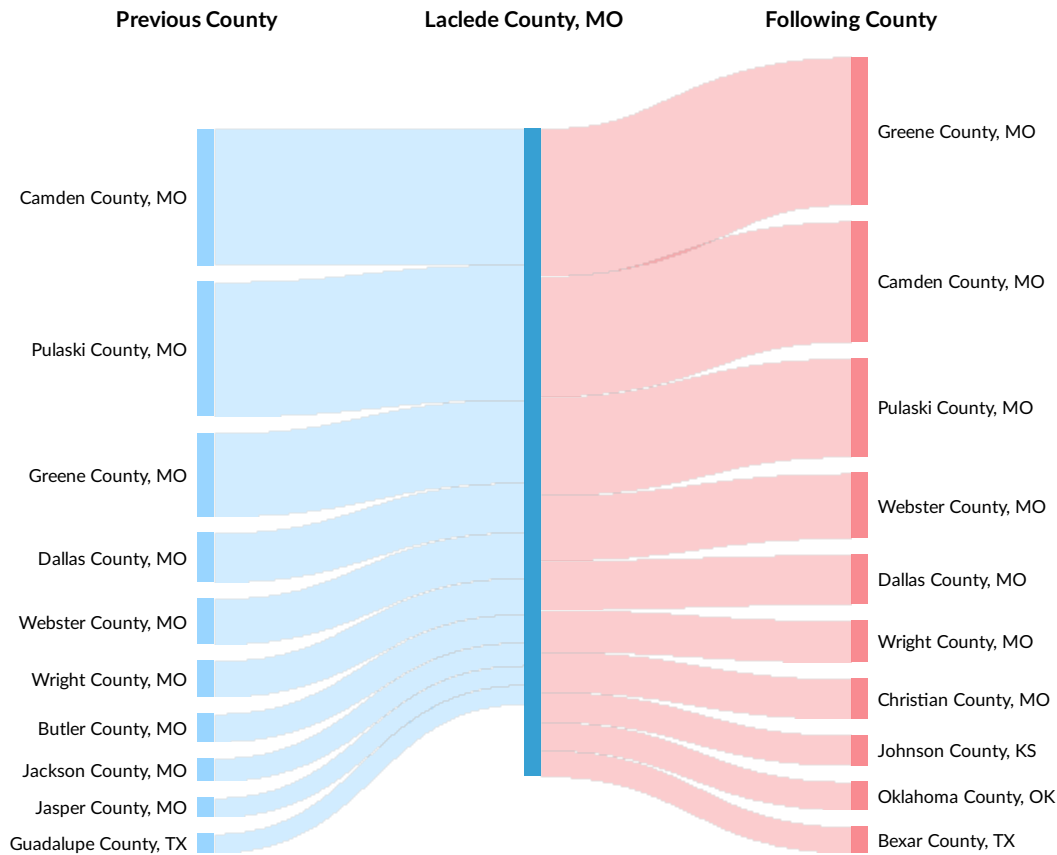 Previous County
Laclede County, MO
Following County
Camden County, MO
Pulaski County, MO
Greene County, MO
Dallas County, MO
Webster County, MO
Wright County, MO
Butler County, MO
Jackson County, MO
Jasper County, MO
Guadalupe County, TX
Greene County, MO
Camden County, MO
Pulaski County, MO
Webster County, MO
Dallas County, MO
Wright County, MO
Christian County, MO
Johnson County, KS
Oklahoma County, OK
Bexar County, TX